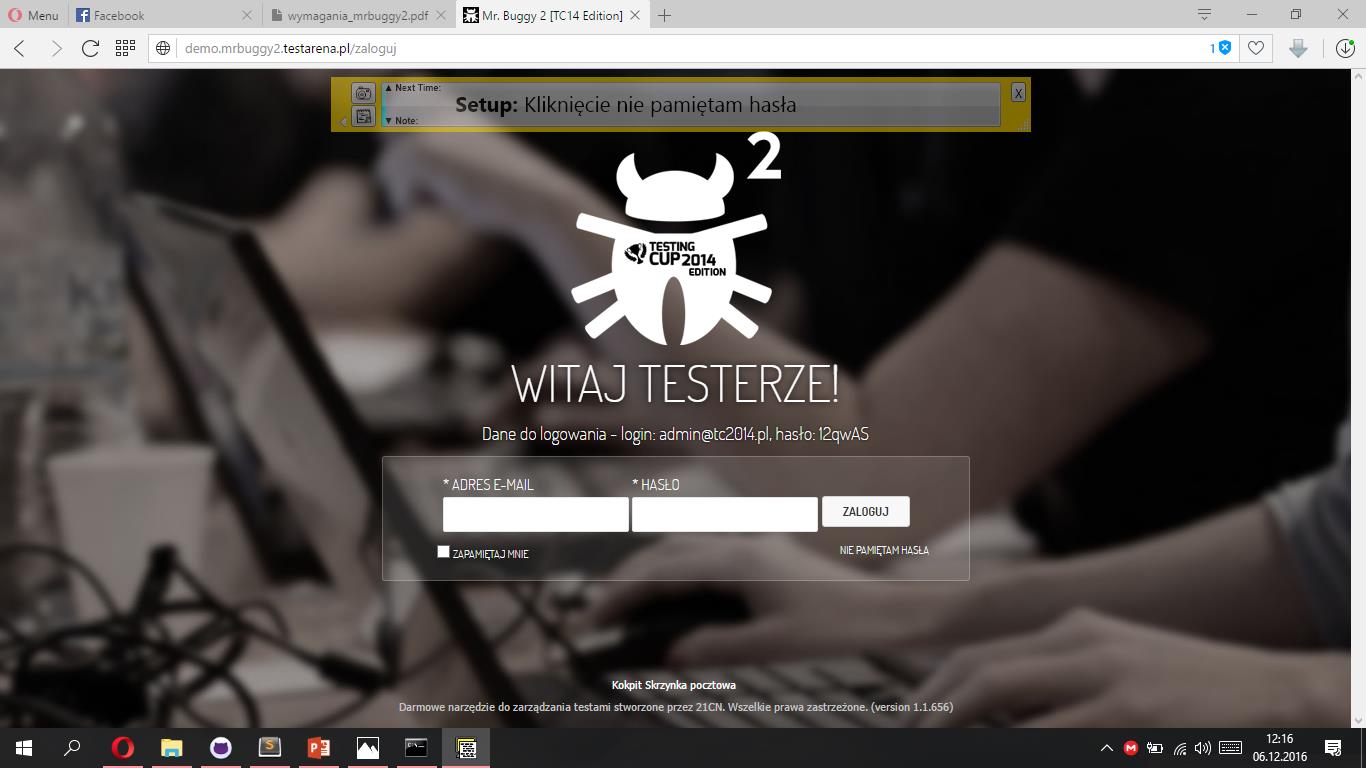 Menu
Facebook
wymagania_mrbuggy2.pdf
Mr. Buggy 2 [TC14 Edition]
demo.mrbuggy2.testarena.pl/zaloguj
1
▲ Next Time:
Setup: Kliknięcie nie pamiętam hasła
▼ Note:
X
2
TESTING
CUP 2014
EDITION
WITAJ TESTERZE!
Dane do logowania - login: admin@tc2014.pl, hasło: 12qwAS
* ADRES E-MAIL
* HASŁO
ZALOGUJ
ZAPAMIĘTAJ MNIE
NIE PAMIĘTAM HASŁA
Kokpit Skrzynka pocztowa
Darmowe narzędzie do zarządzania testami stworzone przez 21CN. Wszelkie prawa zastrzeżone. (version 1.1.656)
12:16
06.12.2016